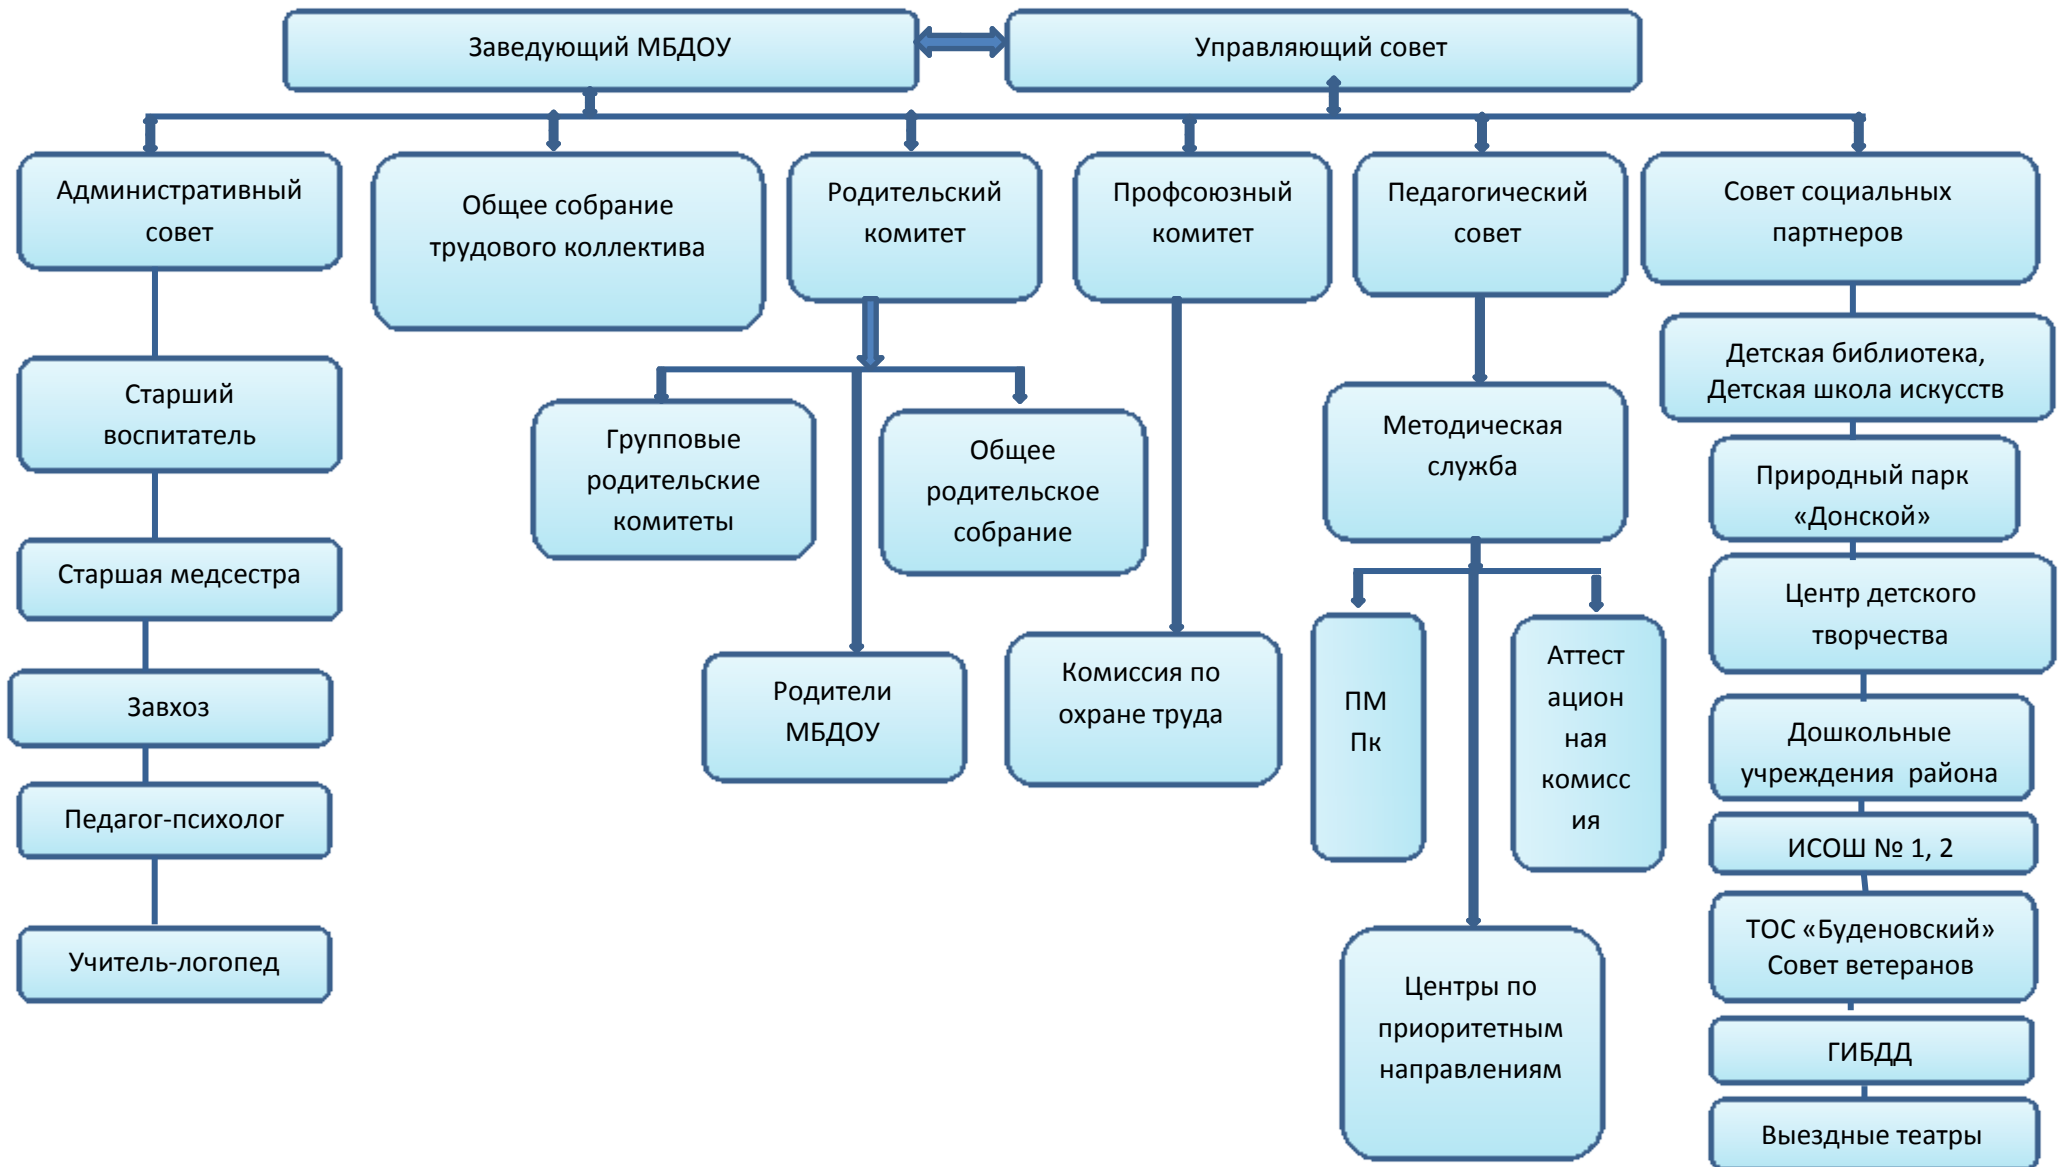 Заведующий МБДОУ
Управляющий совет
Административный
совет
Общее собрание
трудового коллектива
Родительский
комитет
Профсоюзный
комитет
Педагогический
совет
Совет социальных
партнеров
Старший
воспитатель
Старшая медсестра
Завхоз
Педагог-психолог
Учитель-логопед
Групповые
родительские
комитеты
Общее
родительское
собрание
Родители
МБДОУ
Комиссия по
охране труда
Методическая
служба
ПМ
Пк
Аттест
ацион
ная
комисс
ия
Центры по
приоритетным
направлениям
Детская библиотека,
Детская школа искусств
Природный парк
«Донской»
Центр детского
творчества
Дошкольные
учреждения  района
ИСОШ № 1, 2
ТОС «Буденовский»
Совет ветеранов
ГИБДД
Выездные театры